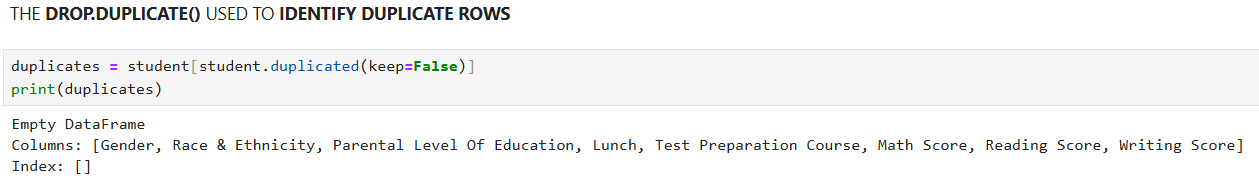 THE DROP.DUPLICATE() USED TO IDENTIFY DUPLICATE ROWS
duplicates = student[student.duplicated(keep=False)]
print(duplicates)
Empty DataFrame
Columns: [Gender, Race & Ethnicity, Parental Level Of Education, Lunch, Test Preparation Course, Math Score, Reading Score, Writing Score]
Index: []